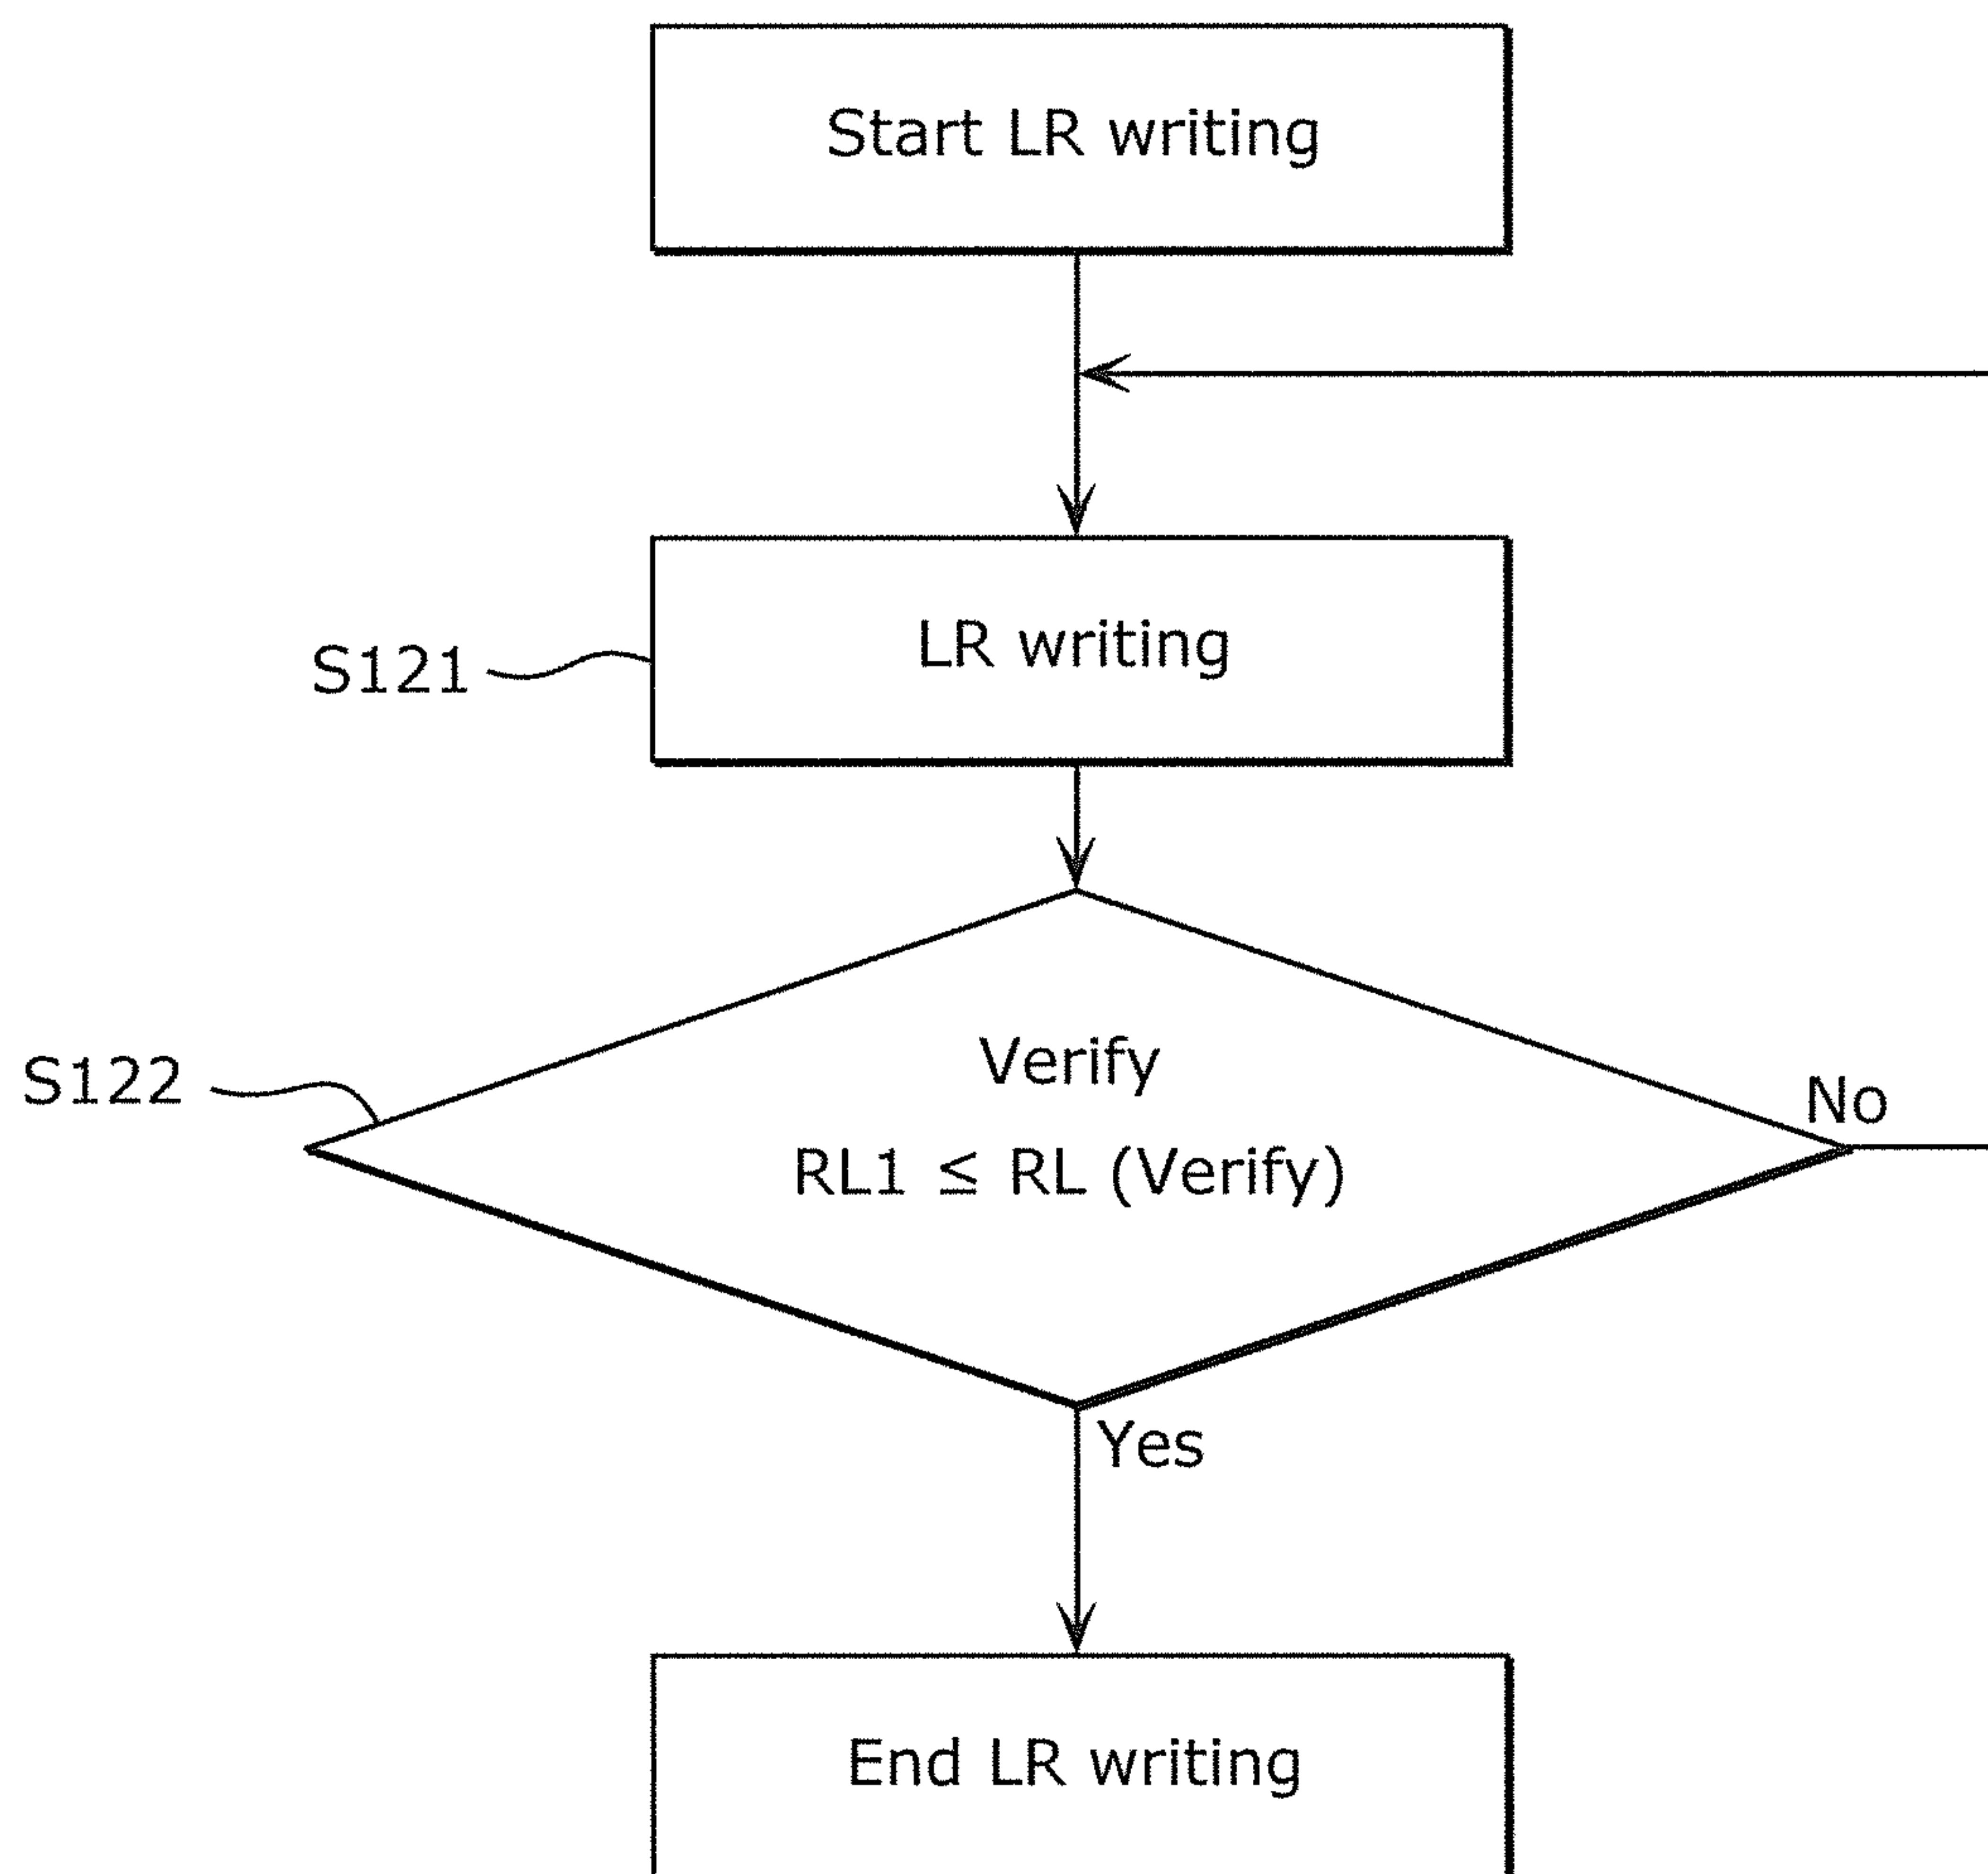 Start LR writing
S121
LR writing
S122
Verify
RL1 ≤ RL (Verify)
No
Yes
End LR writing